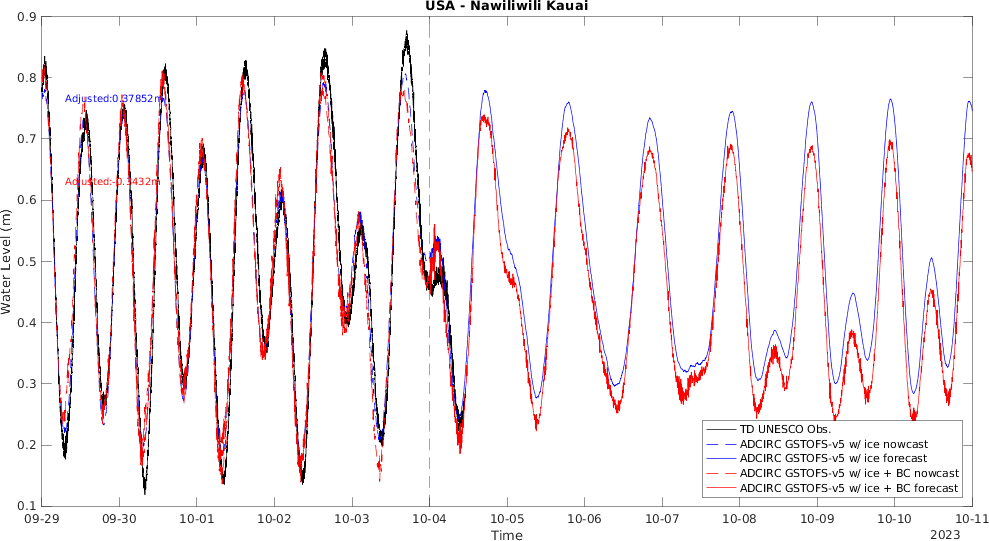 USA - Nawiliwili Kauai
0.9
0.8
Adjusted:0.37852m
0.7
Adjusted:-0.3432m
0.6
0.5
0.4
0.3
0.2
0.1
Water Level (m)
TD UNESCO Obs.
ADCIRC GSTOFS-v5 w/ ice nowcast
ADCIRC GSTOFS-v5 w/ ice forecast
ADCIRC GSTOFS-v5 w/ ice + BC nowcast
ADCIRC GSTOFS-v5 w/ ice + BC forecast
09-29 09-30 10-01 10-02 10-03 10-04 10-05 10-06 10-07 10-08 10-09 10-10 10-11
Time
2023